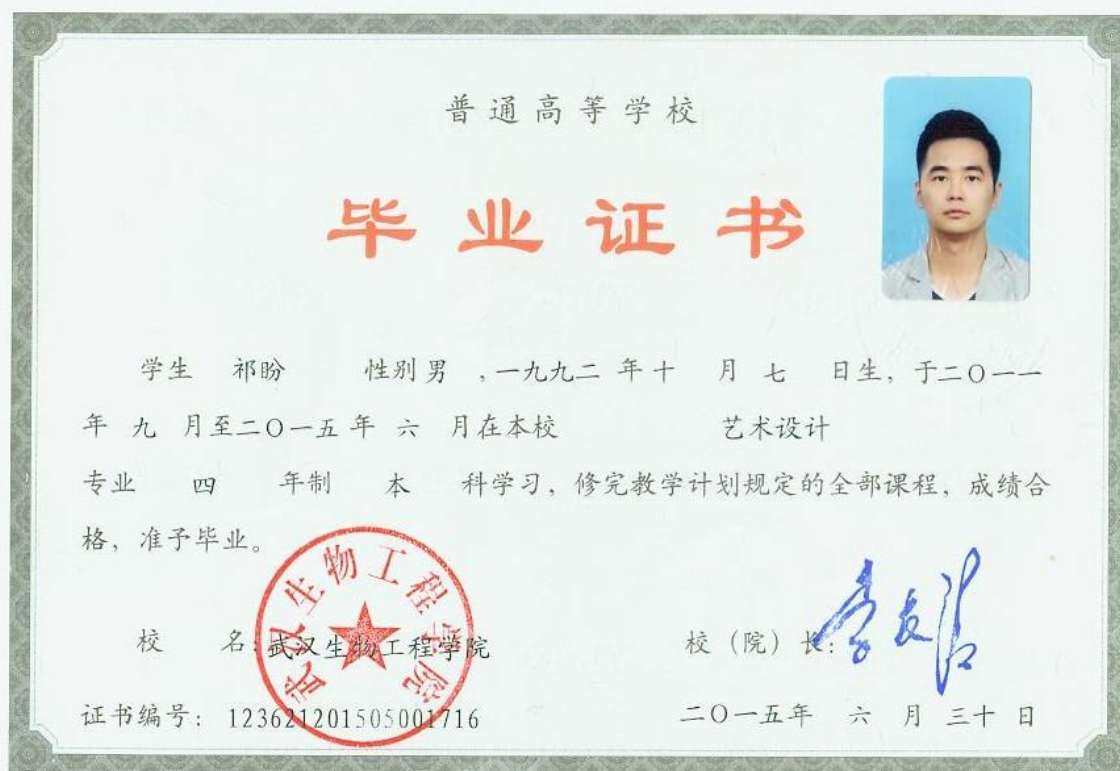 普通高等学校
毕业证书
学生 祁盼 性别 男 ,一九九二 年 十 月 七 日生，于二〇一一
年 九 月至二〇一五 年 六 月在本校 艺术设计
专业 四 年制 本 科学习，修完教学计划规定的全部课程，成绩合
格，准予毕业。
武汉生物工程学院
校 名：武汉生物工程学院
校（院）长：
证书编号：123621201505001716
二〇一五年 六 月 三十 日